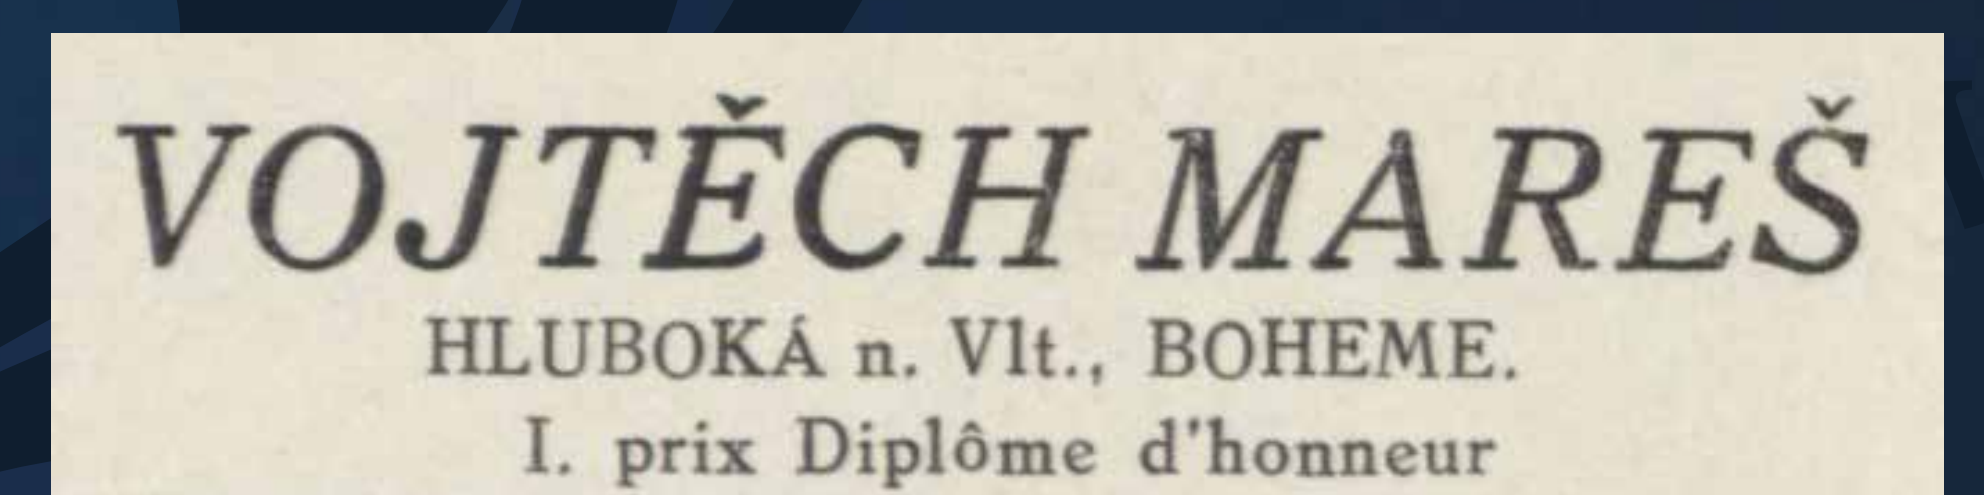 VOJTĚCH MAREŠ
HLUBOKÁ n. Vlt., BOHEME.
I. prix Diplôme d'honneur